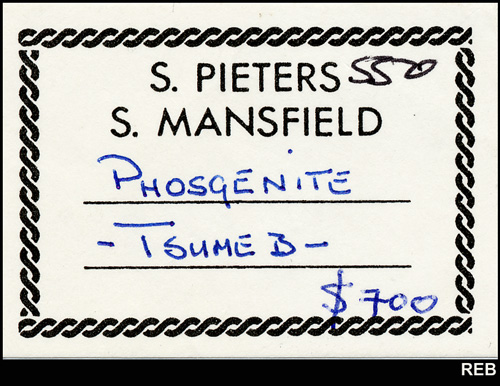 S. PIETERS 550
S. MANSFIELD
PHOSGENITE
- TSUMEB -
$700
REB